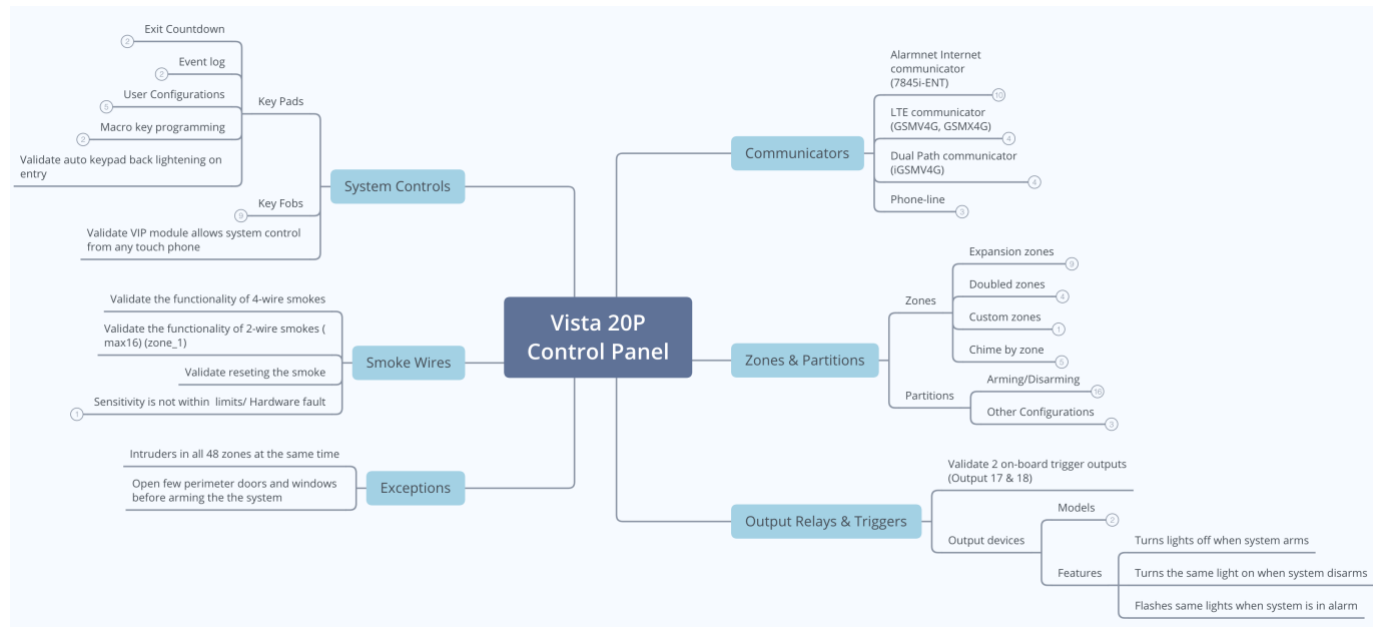 Vista 20P
Control Panel
System Controls
Key Pads
Exit Countdown
2
Event log
2
User Configurations
5
Macro key programming
2
Validate auto keypad back lightening on
entry
Key Fobs
9
Validate VIP module allows system control
from any touch phone
Smoke Wires
Validate the functionality of 4-wire smokes
Validate the functionality of 2-wire smokes (
max16) (zone_1)
Validate reseting the smoke
Sensitivity is not within limits/ Hardware fault
1
Exceptions
Intruders in all 48 zones at the same time
Open few perimeter doors and windows
before arming the the system
Communicators
Alarmnet Internet
communicator
(7845i-ENT)
10
LTE communicator
(GSMV4G, GSMX4G)
4
Dual Path communicator
(iGSMV4G)
4
Phone-line
3
Zones & Partitions
Zones
Expansion zones
9
Doubled zones
4
Custom zones
1
Chime by zone
5
Partitions
Arming/Disarming
16
Other Configurations
3
Output Relays & Triggers
Validate 2 on-board trigger outputs
(Output 17 & 18)
Output devices
Models
2
Features
Turns lights off when system arms
Turns the same light on when system disarms
Flashes same lights when system is in alarm